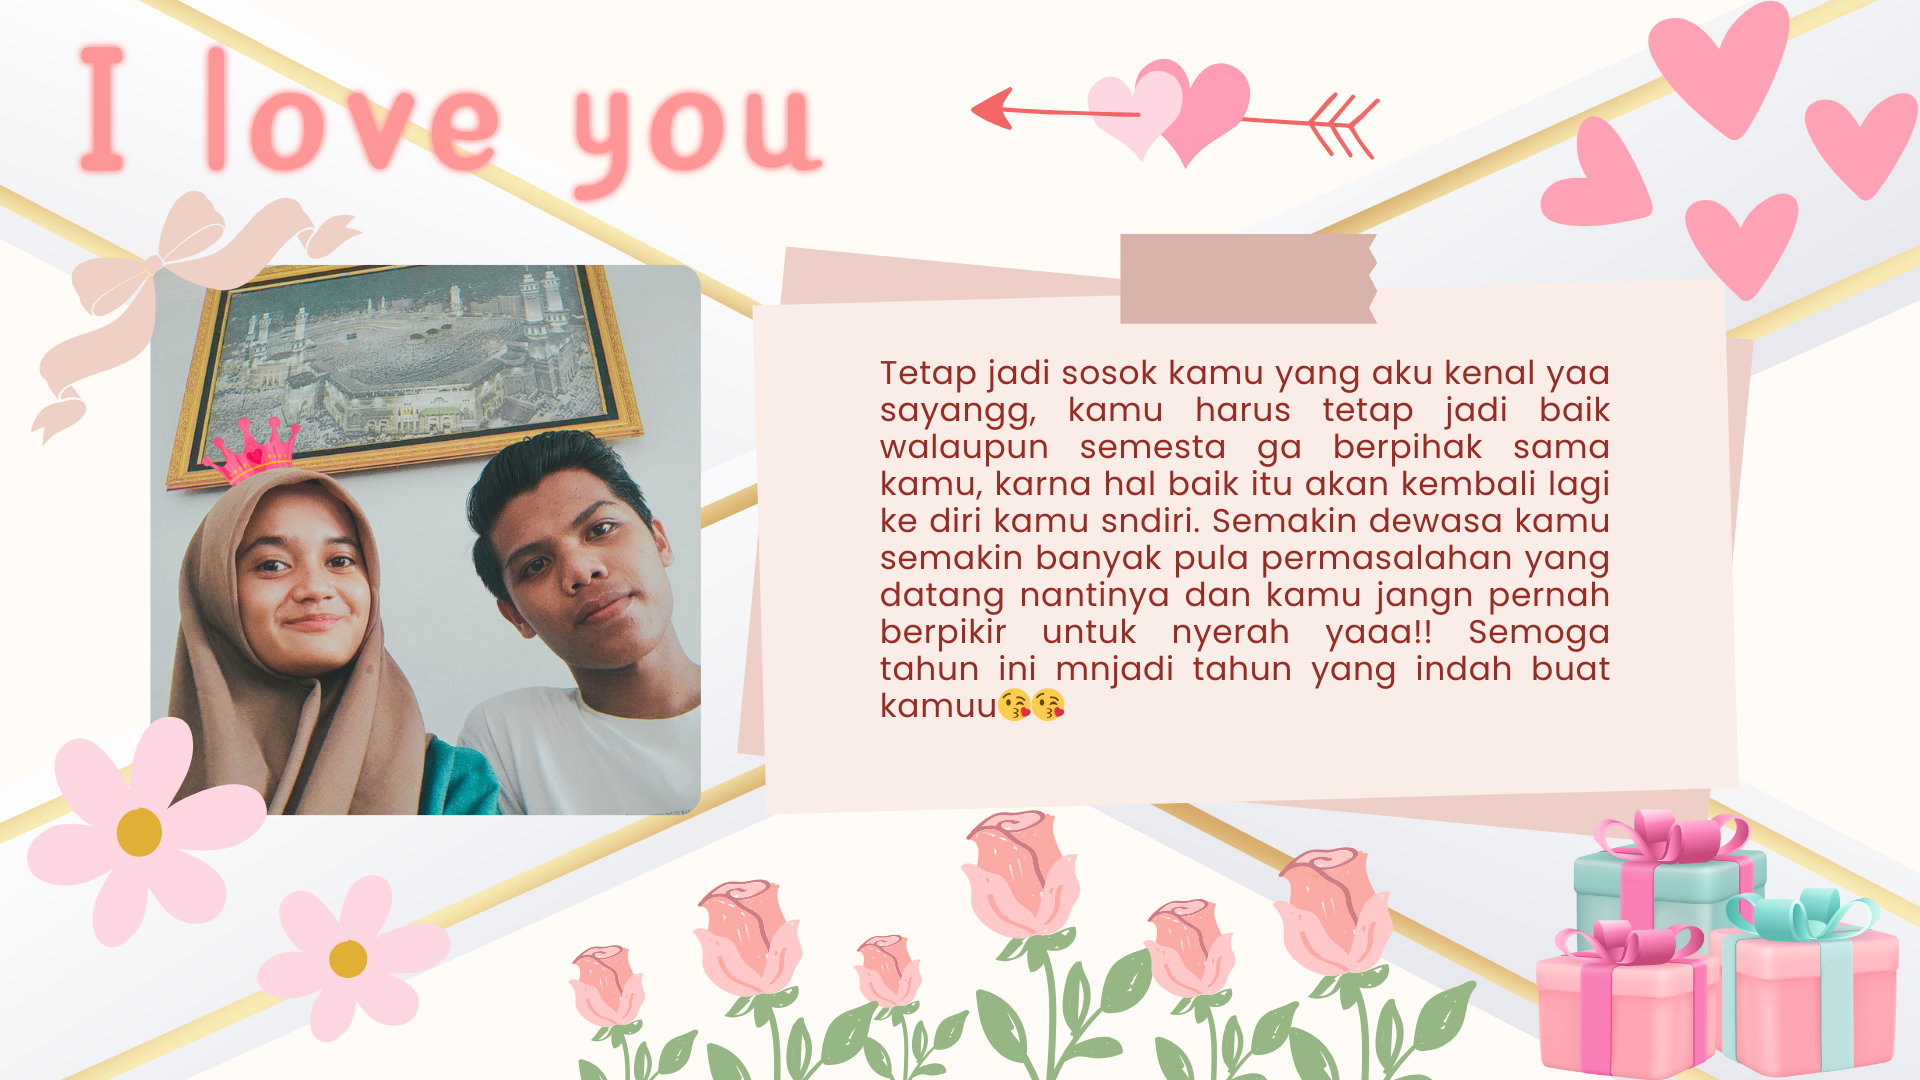 I love you
Tetap jadi sosok kamu yang aku kenal yaa
sayangg, kamu harus tetap jadi baik
walaupun semesta ga berpihak sama
kamu, karna hal baik itu akan kembali lagi
ke diri kamu sndiri. Semakin dewasa kamu
semakin banyak pula permasalahan yang
datang nantinya dan kamu jangn pernah
berpikir untuk nyerah yaaa!! Semoga
tahun ini mnjadi tahun yang indah buat
kamuu😘😘